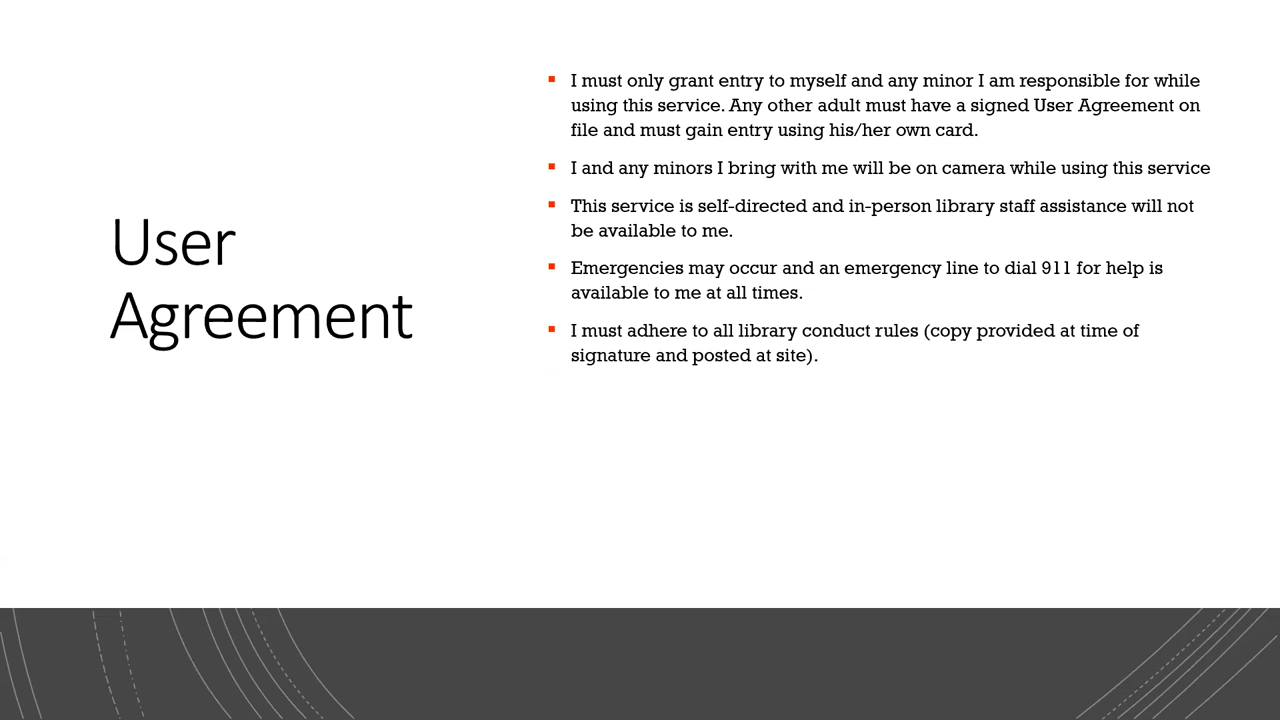 User
Agreement
I must only grant entry to myself and any minor I am responsible for while
using this service. Any other adult must have a signed User Agreement on
file and must gain entry using his/her own card.
I and any minors I bring with me will be on camera while using this service
This service is self-directed and in-person library staff assistance will not
be available to me.
Emergencies may occur and an emergency line to dial 911 for help is
available to me at all times.
I must adhere to all library conduct rules (copy provided at time of
signature and posted at site).